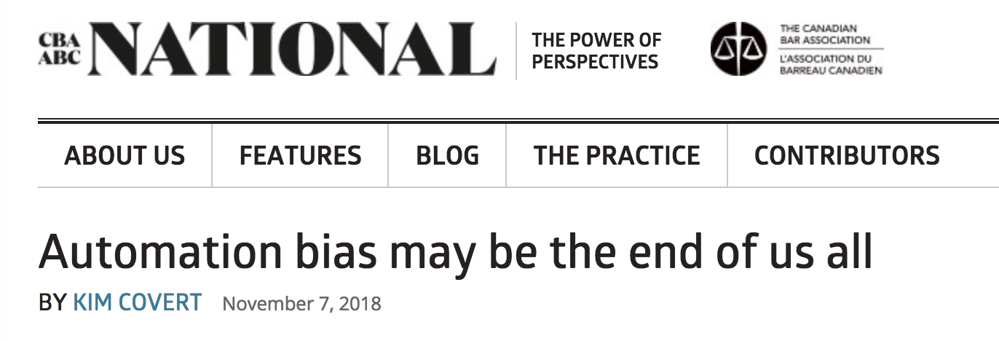 CBA
ABC
NATIONAL
THE POWER OF
PERSPECTIVES
THE CANADIAN
BAR ASSOCIATION
L'ASSOCIATION DU
BARREAU CANADIEN
ABOUT US
FEATURES
BLOG
THE PRACTICE
CONTRIBUTORS
Automation bias may be the end of us all
BY KIM COVERT November 7, 2018